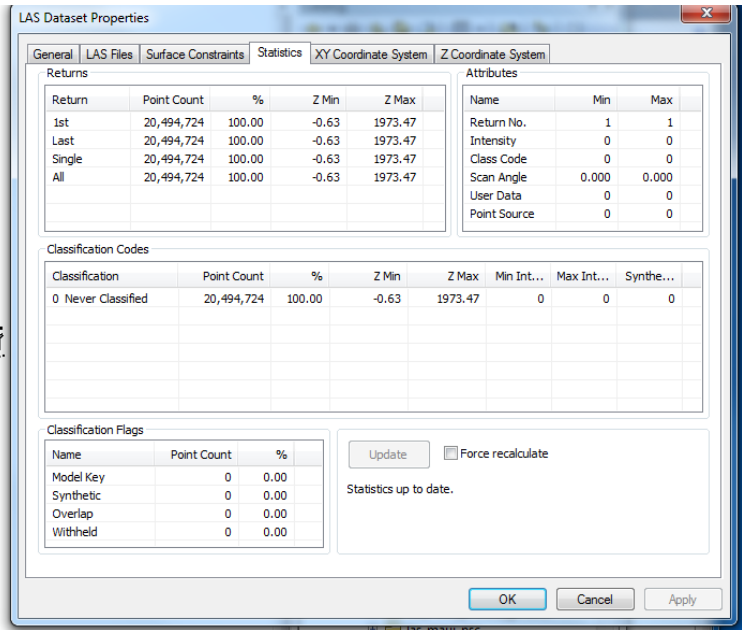 LAS Dataset Properties
General LAS Files Surface Constraints Statistics XY Coordinate System Z Coordinate System
Returns
Return Point Count % Z Min Z Max
1st 20,494,724 100.00 -0.63 1973.47
Last 20,494,724 100.00 -0.63 1973.47
Single 20,494,724 100.00 -0.63 1973.47
All 20,494,724 100.00 -0.63 1973.47
Attributes
Name Min Max
Return No. 1 1
Intensity 0 0
Class Code 0 0
Scan Angle 0.000 0.000
User Data 0 0
Point Source 0 0
Classification Codes
Classification Point Count % Z Min Z Max Min Int... Max Int... Synthe...
0 Never Classified 20,494,724 100.00 -0.63 1973.47 0 0 0
Classification Flags
Name Point Count %
Model Key 0 0.00
Synthetic 0 0.00
Overlap 0 0.00
Withheld 0 0.00
Update Force recalculate
Statistics up to date.
OK Cancel Apply